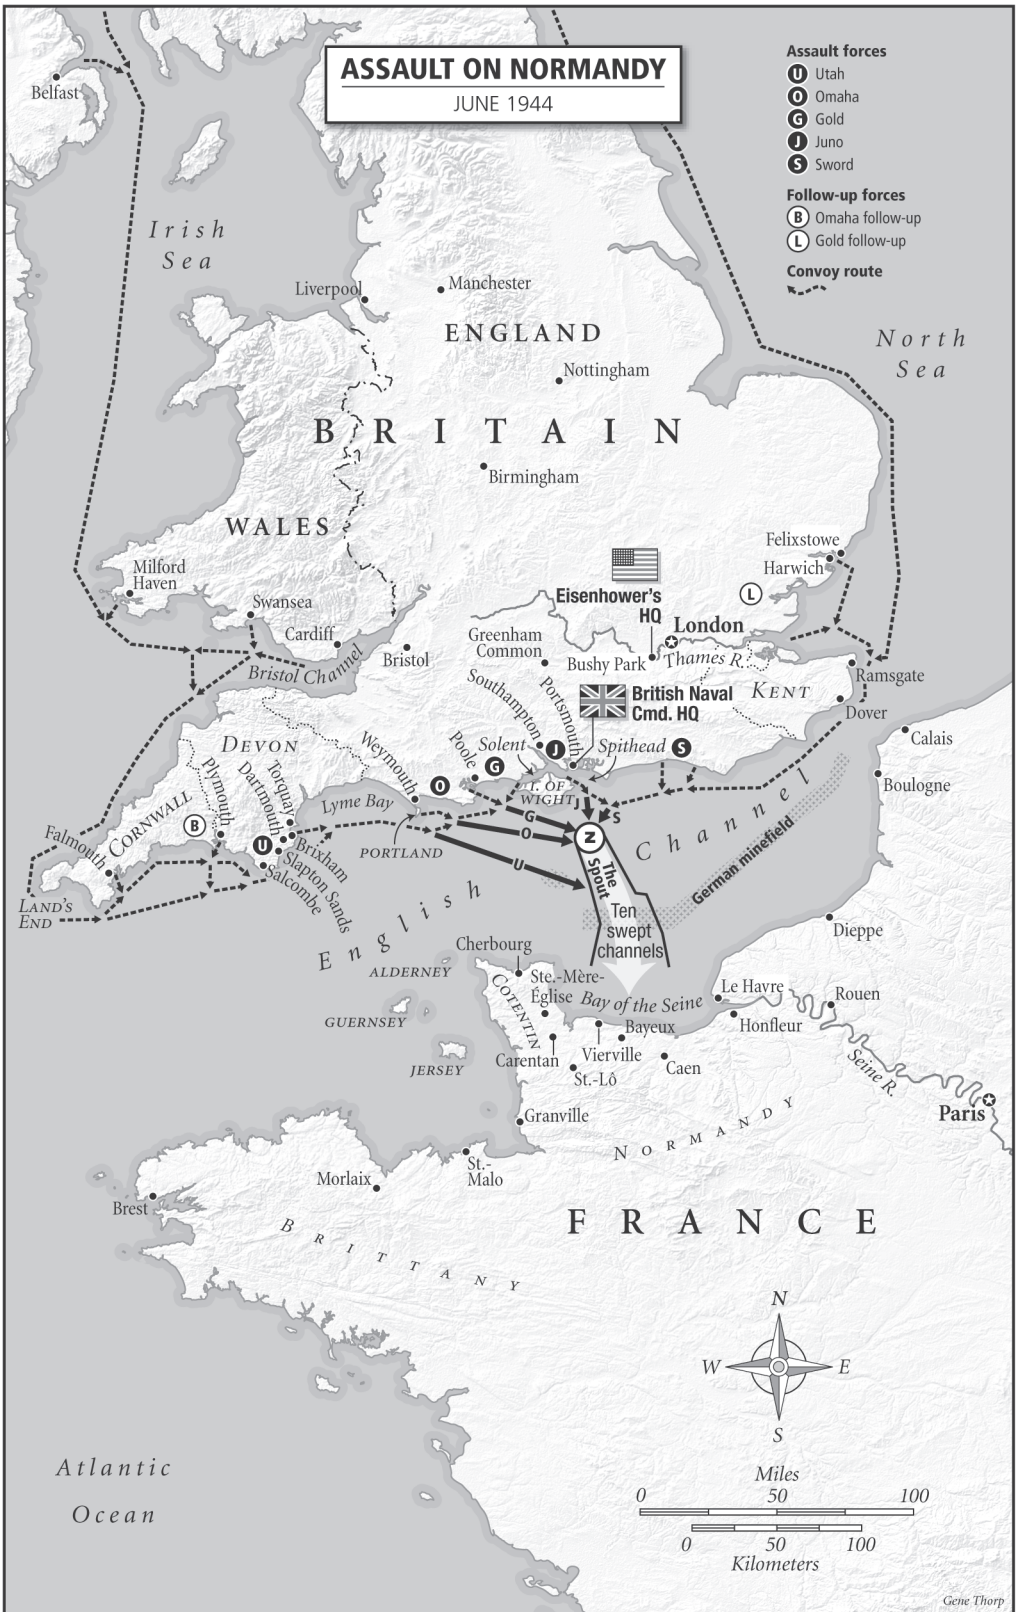 ASSAULT ON NORMANDY
JUNE 1944
Assault forces
U Utah
O Omaha
G Gold
J Juno
S Sword
Follow-up forces
B Omaha follow-up
L Gold follow-up
Convoy route
Belfast
Irish
Sea
Liverpool
Manchester
ENGLAND
North
Sea
Nottingham
BRITAIN
Birmingham
WALES
Felixstowe
Harwich
Milford
Haven
L
Eisenhower's
HQ
Swansea
London
Greenham
Common
Cardiff
Bristol
Bushy Park
Thames R.
Bristol Channel
Ramsgate
KENT
British Naval
Cmd. HQ
Southampton
Portsmouth
Dover
Calais
DEVON
Weymouth
Poole
Solent
J
Spithead
S
G
O
Boulogne
I. OF
WIGHT
Plymouth
Dartmouth
Torquay
Lyme Bay
CORNWALL
B
J
S
G
O
Z
U
Falmouth
U
PORTLAND
Brixham
Slapton Sands
Salcombe
The
Spout
English Channel
German minefield
LAND'S
END
Ten
swept
channels
Dieppe
Cherbourg
ALDERNEY
Ste.-Mère-
Église
COTENTIN
Bay of the Seine
Le Havre
Rouen
GUERNSEY
Honfleur
Bayeux
Vierville
Carentan
Caen
St.-Lô
JERSEY
Seine R.
Paris
Granville
NORMANDY
St.-
Malo
Morlaix
Brest
BRITTANY
FRANCE
N
W
E
S
Atlantic
Ocean
Miles
0 50 100
0 50 100
Kilometers
Gene Thorp